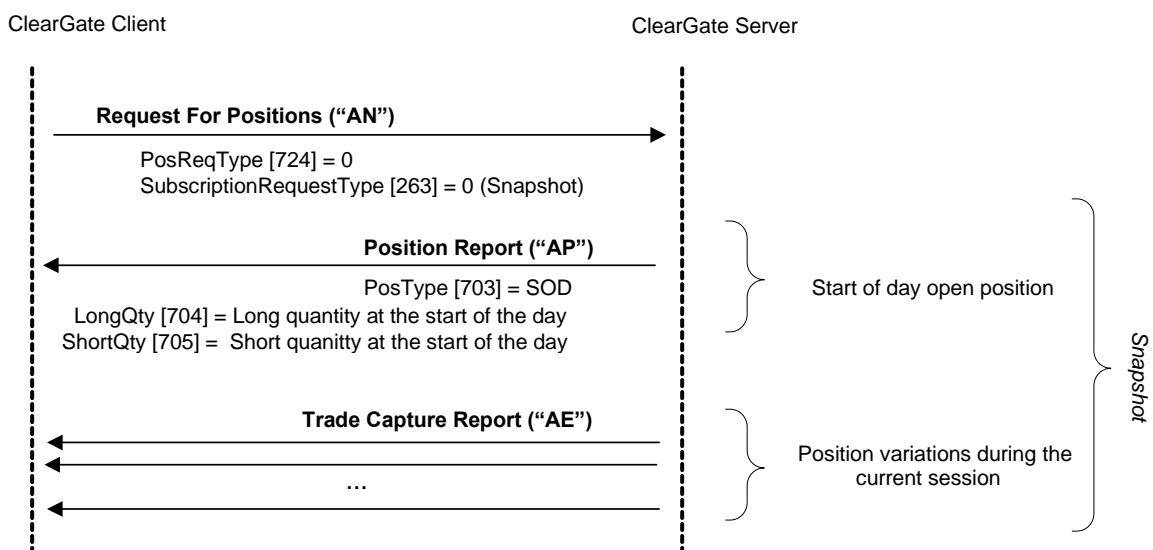 ClearGate Client
ClearGate Server
Request For Positions (“AN”)
PosReqType [724] = 0
SubscriptionRequestType [263] = 0 (Snapshot)
Position Report (“AP”)
PosType [703] = SOD
LongQty [704] = Long quantity at the start of the day
ShortQty [705] = Short quanitty at the start of the day
Start of day open position
Trade Capture Report (“AE”)
...
Position variations during the
current session
Snapshot